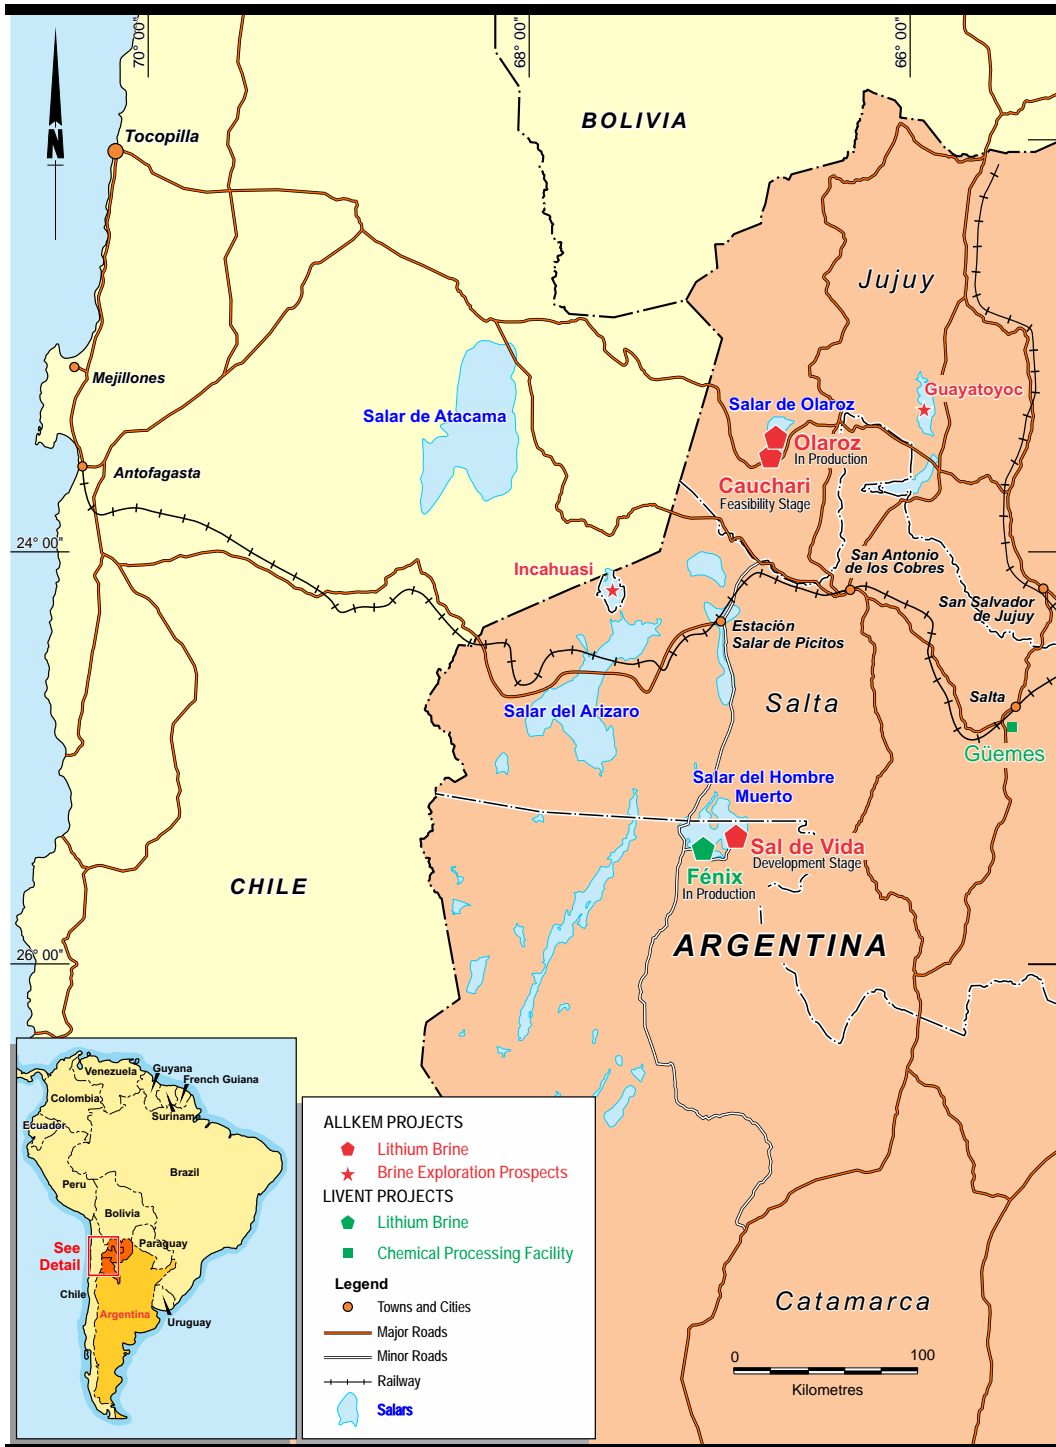 70° 00"
68° 00"
66° 00"
N
BOLIVIA
Tocopilla
Jujuy
Mejillones
Guayatoyoc
Salar de Olaroz
Salar de Atacama
Olaroz
In Production
Antofagasta
Cauchari
Feasibility Stage
24° 00"
San Antonio
de los Cobres
Incahuasi
San Salvador
de Jujuy
Estación
Salar de Picitos
Salta
Salta
Salar del Arizaro
Güemes
Salar del Hombre
Muerto
Sal de Vida
Development Stage
Fénix
In Production
CHILE
ARGENTINA
26° 00"
Venezuela
Guyana
French Guiana
Colombia
Suriname
Ecuador
Brazil
Peru
Bolivia
Paraguay
See
Detail
Chile
Argentina
Uruguay
ALLKEM PROJECTS
Lithium Brine
Brine Exploration Prospects
LIVENT PROJECTS
Lithium Brine
Chemical Processing Facility
Legend
Towns and Cities
Major Roads
Minor Roads
Railway
Salars
Catamarca
0 100
Kilometres